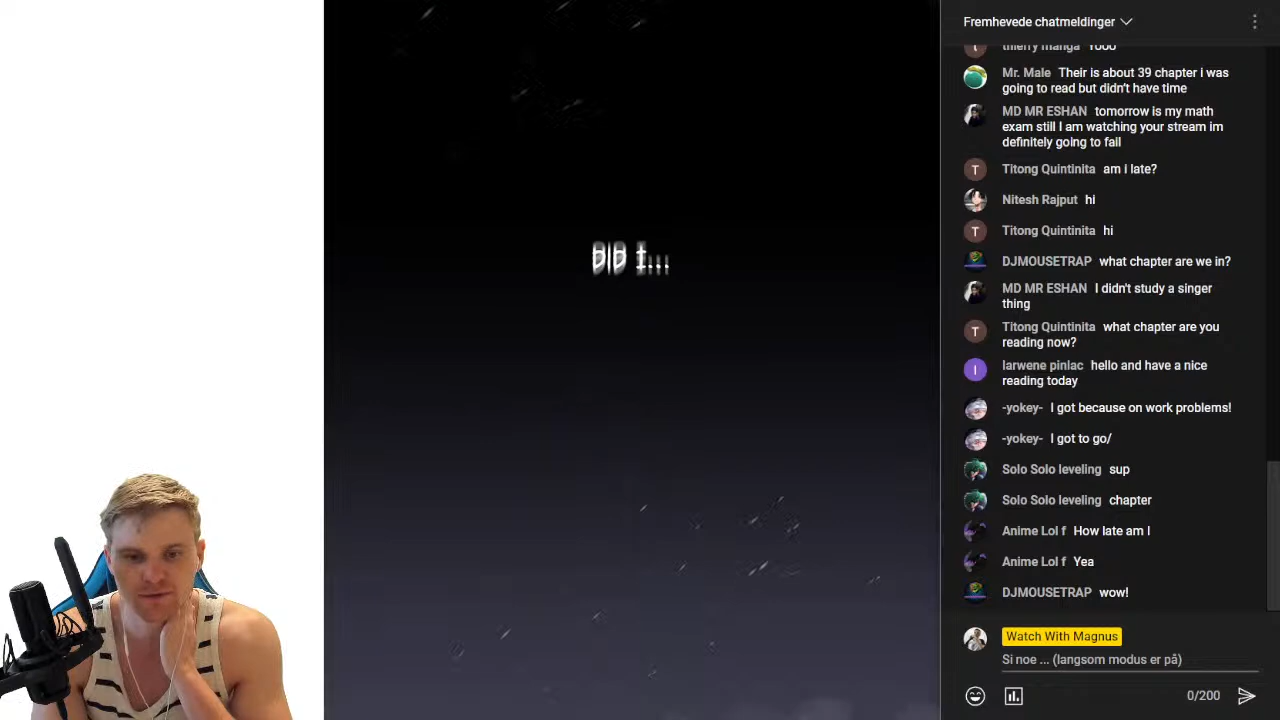 DID I...
Fremhevede chatmeldinger
thierry manga Yooo
Mr. Male Their is about 39 chapter i was
going to read but didn't have time
MD MR ESHAN tomorrow is my math
exam still I am watching your stream im
definitely going to fail
T Titong Quintinita am i late?
Nitesh Rajput hi
T Titong Quintinita hi
DJMOUSETRAP what chapter are we in?
MD MR ESHAN I didn't study a singer
thing
T Titong Quintinita what chapter are you
reading now?
I Iarwene pinlac hello and have a nice
reading today
-yokey- I got because on work problems!
-yokey- I got to go/
Solo Solo leveling sup
Solo Solo leveling chapter
Anime Lol f How late am I
Anime Lol f Yea
DJMOUSETRAP wow!
Watch With Magnus
Si noe ... (langsom modus er på)
0/200